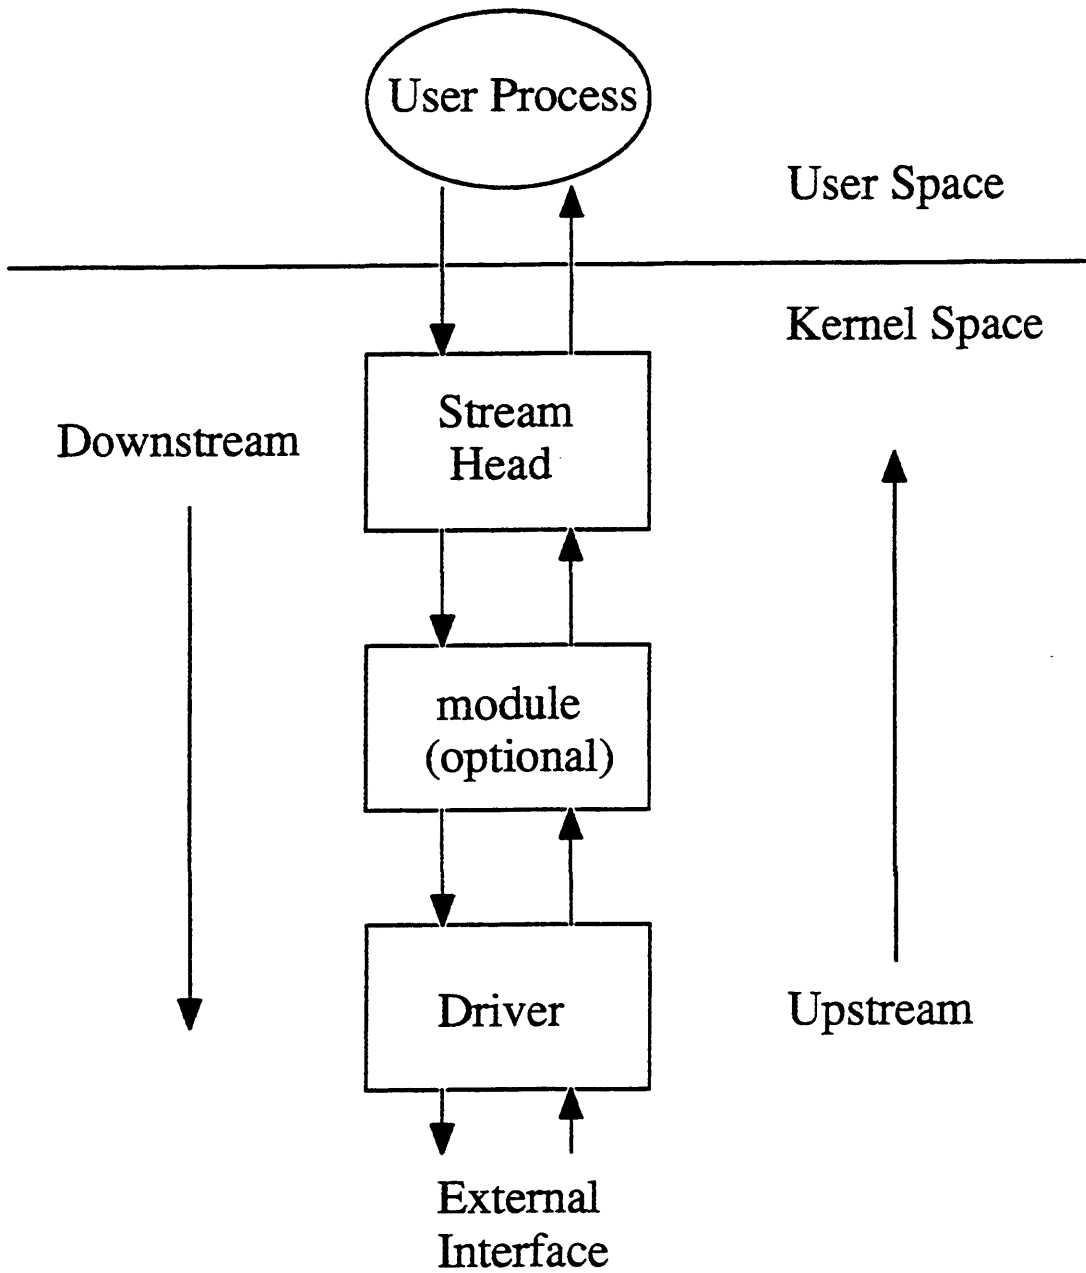 User Process
User Space
Kernel Space
Stream
Head
Downstream
module
(optional)
Driver
Upstream
External
Interface